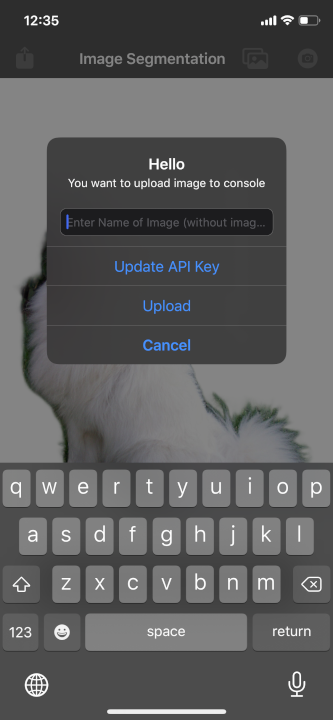 12:35
Image Segmentation
Hello
You want to upload image to console
Enter Name of Image (without imag...
Update API Key
Upload
Cancel
q w e r t y u i o p
a s d f g h j k l
z x c v b n m
123 space return